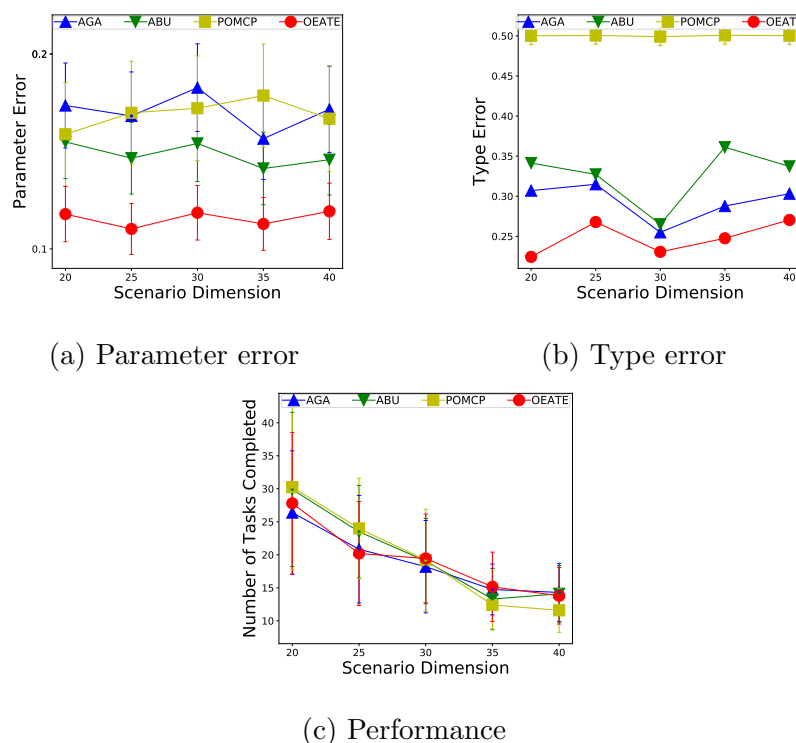 AGA ABU POMCP OEATE
0.2
0.1
Parameter Error
20 25 30 35 40
Scenario Dimension
(a) Parameter error
AGA ABU POMCP OEATE
0.50
0.45
0.40
0.35
0.30
0.25
Type Error
20 25 30 35 40
Scenario Dimension
(b) Type error
AGA ABU POMCP OEATE
40
35
30
25
20
15
10
Number of Tasks Completed
20 25 30 35 40
Scenario Dimension
(c) Performance